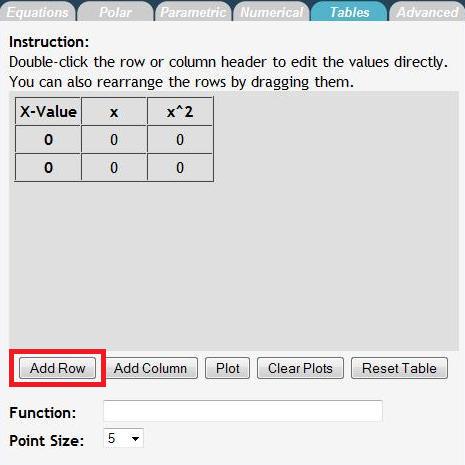 Equations Polar Parametric Numerical Tables Advanced
Instruction:
Double-click the row or column header to edit the values directly.
You can also rearrange the rows by dragging them.
X-Value x x^2
0 0 0
0 0 0
Add Row Add Column Plot Clear Plots Reset Table
Function:
Point Size: 5